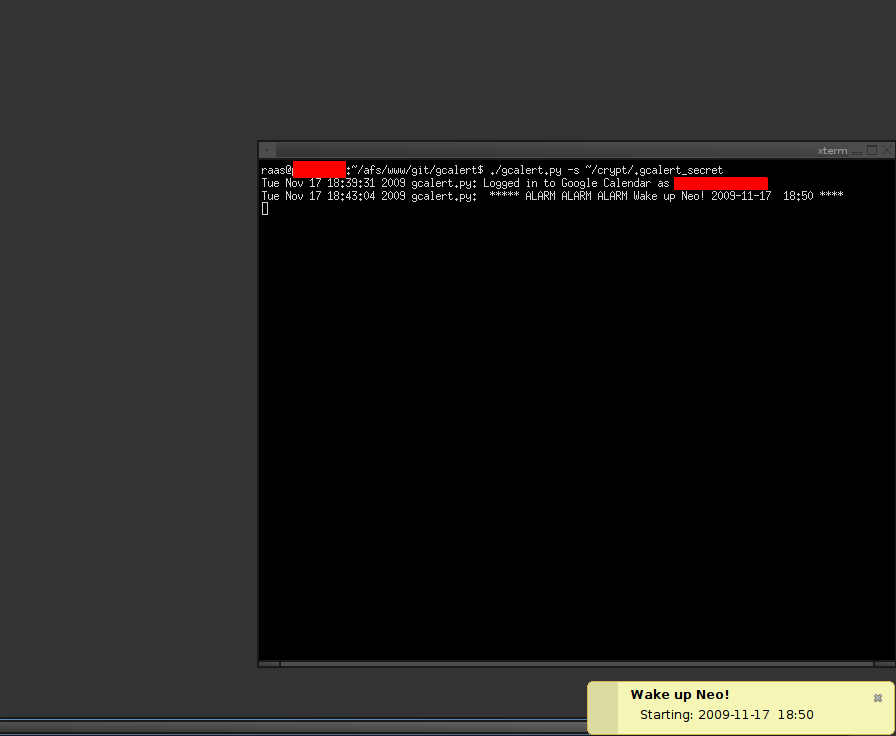 xterm
raas@ :~/afs/www/git/gcalert$ ./gcalert.py -s ~/crypt/.gcalert_secret
Tue Nov 17 18:39:31 2009 gcalert.py: Logged in to Google Calendar as
Tue Nov 17 18:43:04 2009 gcalert.py:  ***** ALARM ALARM ALARM Wake up Neo! 2009-11-17  18:50 ****
Wake up Neo!
Starting: 2009-11-17  18:50